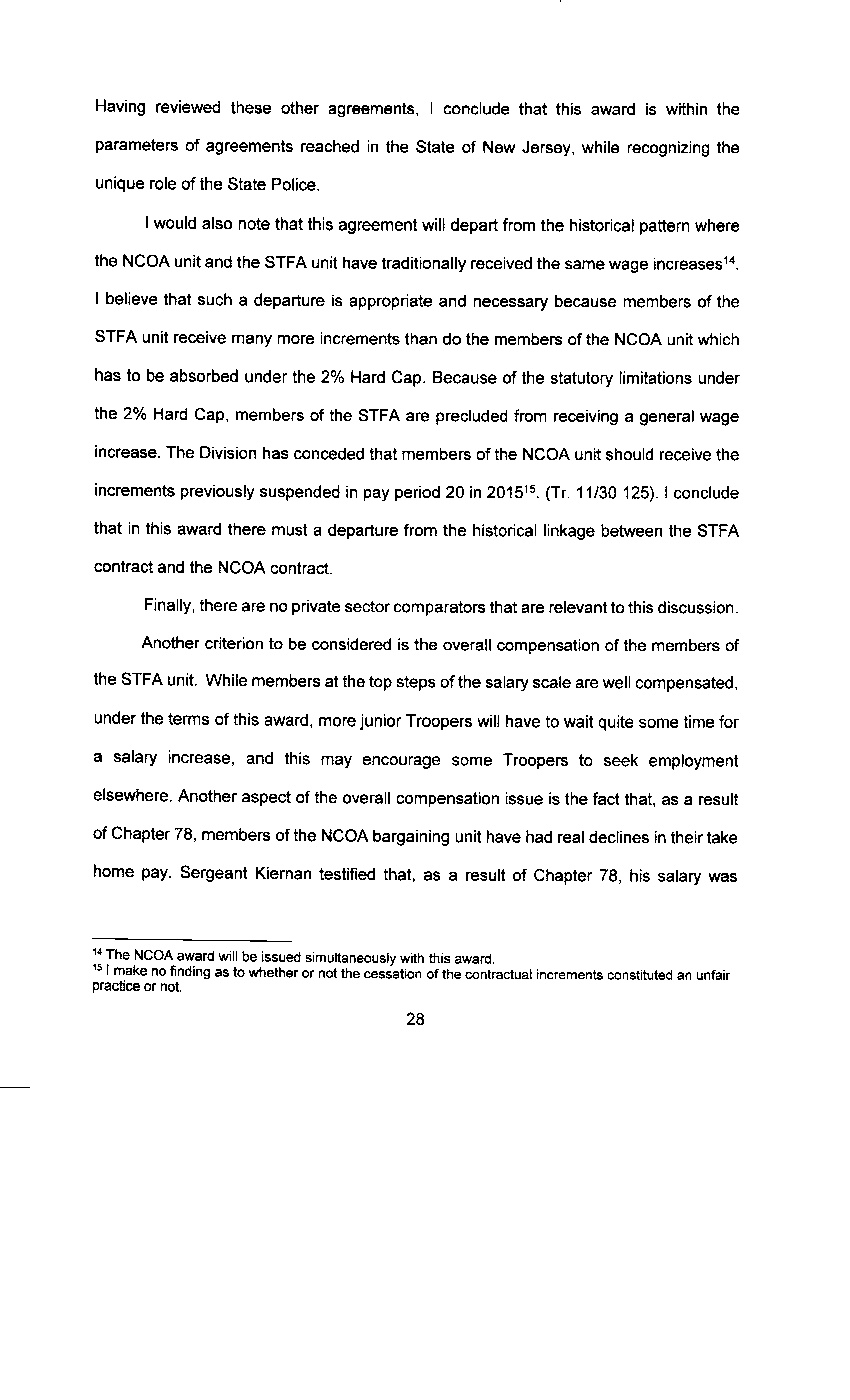 Having reviewed these other agreements, I conclude that this award is within the
parameters of agreements reached in the State of New Jersey, while recognizing the
unique role of the State Police.
I would also note that this agreement will depart from the historical pattern where
the NCOA unit and the STFA unit have traditionally received the same wage increases¹⁴.
I believe that such a departure is appropriate and necessary because members of the
STFA unit receive many more increments than do the members of the NCOA unit which
has to be absorbed under the 2% Hard Cap. Because of the statutory limitations under
the 2% Hard Cap, members of the STFA are precluded from receiving a general wage
increase. The Division has conceded that members of the NCOA unit should receive the
increments previously suspended in pay period 20 in 2015¹⁵. (Tr. 11/30 125). I conclude
that in this award there must a departure from the historical linkage between the STFA
contract and the NCOA contract.
Finally, there are no private sector comparators that are relevant to this discussion.
Another criterion to be considered is the overall compensation of the members of
the STFA unit. While members at the top steps of the salary scale are well compensated,
under the terms of this award, more junior Troopers will have to wait quite some time for
a salary increase, and this may encourage some Troopers to seek employment
elsewhere. Another aspect of the overall compensation issue is the fact that, as a result
of Chapter 78, members of the NCOA bargaining unit have had real declines in their take
home pay. Sergeant Kiernan testified that, as a result of Chapter 78, his salary was
¹⁴ The NCOA award will be issued simultaneously with this award.
¹⁵ I make no finding as to whether or not the cessation of the contractual increments constituted an unfair
practice or not.
28